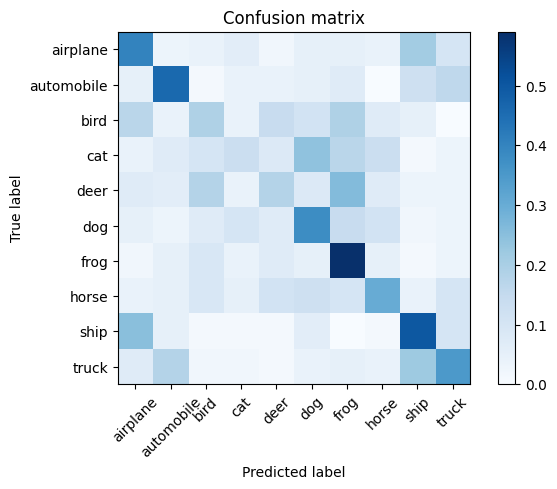 Confusion matrix
True label
airplane
automobile
bird
cat
deer
dog
frog
horse
ship
truck
airplane
automobile
bird
cat
deer
dog
frog
horse
ship
truck
Predicted label
0.5
0.4
0.3
0.2
0.1
0.0